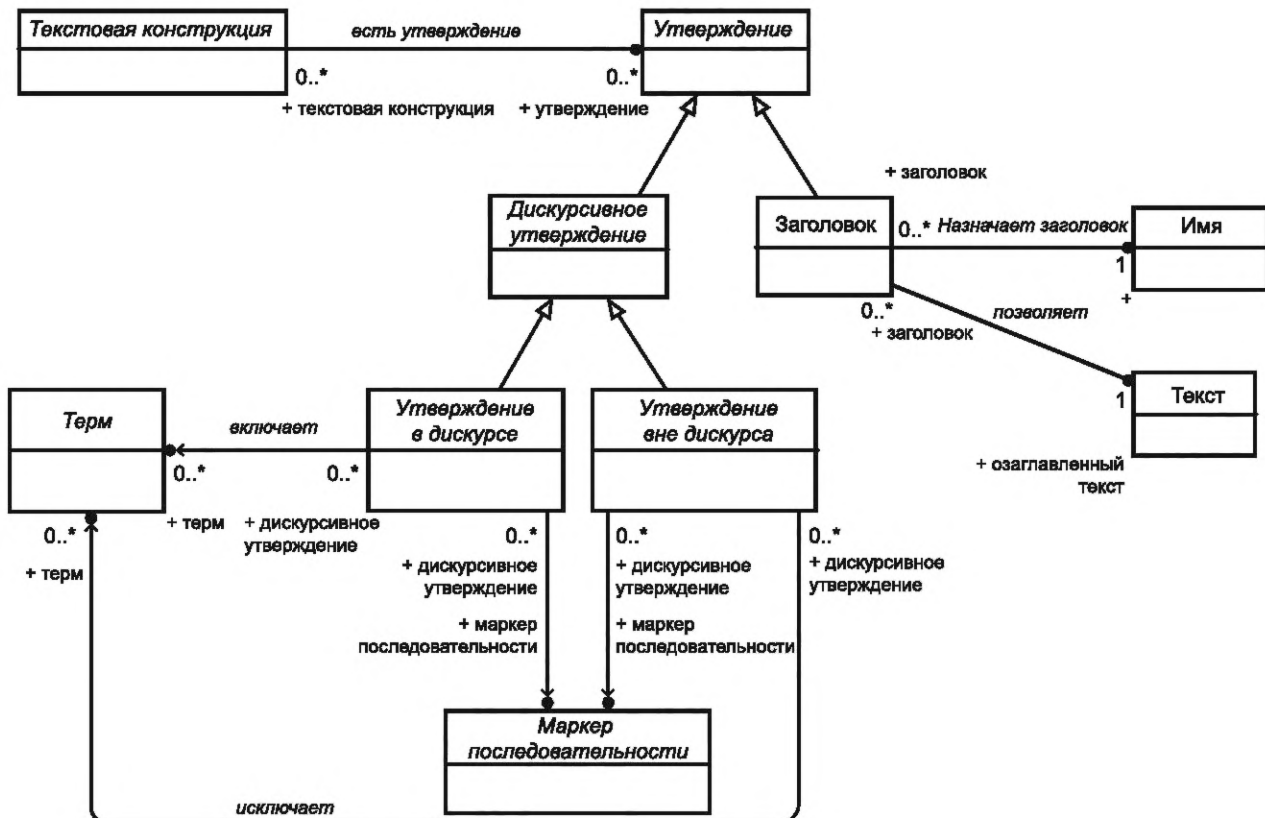 Текстовая конструкция
есть утверждение
Утверждение
0..*
0..*
+ текстовая конструкция
+ утверждение
+ заголовок
Дискурсивное
утверждение
Заголовок
0..*
Назначает заголовок
Имя
1
+
0..*
+ заголовок
позволяет
1
Текст
+ озаглавленный
текст
Терм
включает
Утверждение
в дискурсе
Утверждение
вне дискурса
0..*
0..*
+ терм
+ дискурсивное
утверждение
0..*
+ терм
0..*
+ дискурсивное
утверждение
+ маркер
последовательности
0..*
+ дискурсивное
утверждение
+ маркер
последовательности
0..*
+ дискурсивное
утверждение
Маркер
последовательности
исключает